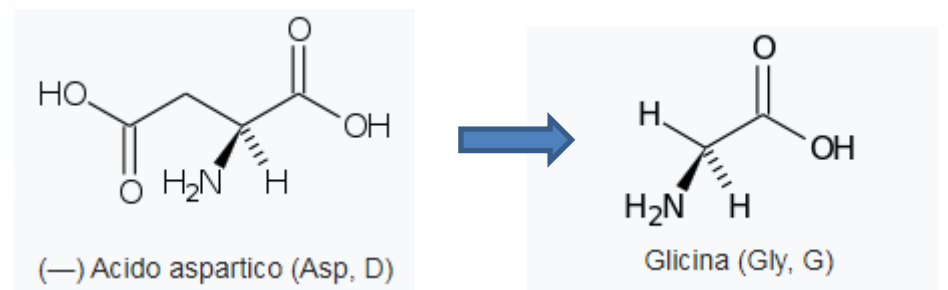 O
HO
OH
O
H₂N
H
(—) Acido aspartico (Asp, D)
O
H
OH
H₂N
H
Glicina (Gly, G)